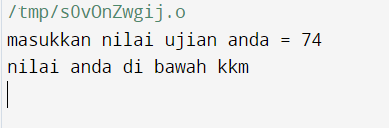 /tmp/s0vOnZwgij.o
masukkan nilai ujian anda = 74
nilai anda di bawah kkm